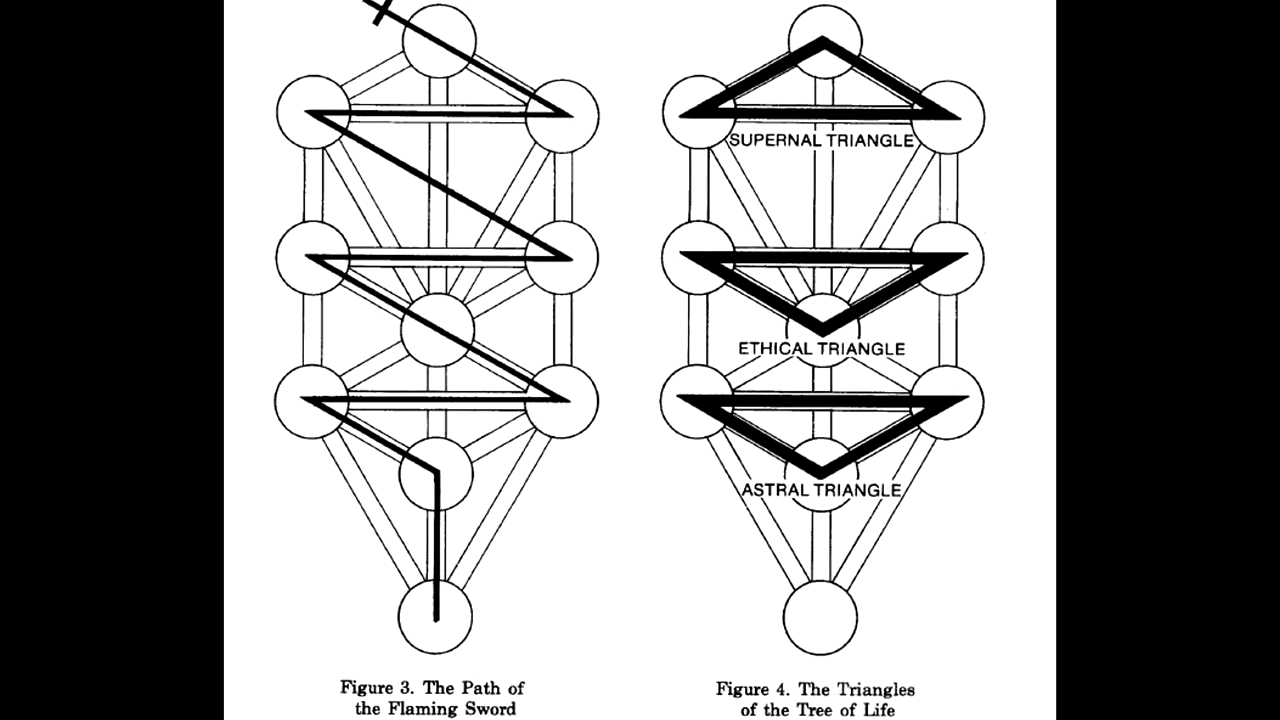 SUPERNAL TRIANGLE
ETHICAL TRIANGLE
ASTRAL TRIANGLE
Figure 3. The Path of
the Flaming Sword
Figure 4. The Triangles
of the Tree of Life